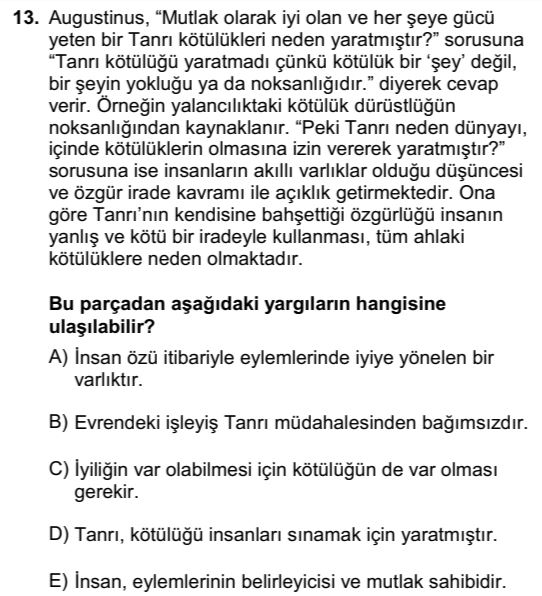 13. Augustinus, “Mutlak olarak iyi olan ve her şeye gücü
yeten bir Tanrı kötülükleri neden yaratmıştır?” sorusuna
“Tanrı kötülüğü yaratmadı çünkü kötülük bir ‘şey’ değil,
bir şeyin yokluğu ya da noksanlığıdır.” diyerek cevap
verir. Örneğin yalancılıktaki kötülük dürüstlüğün
noksanlığından kaynaklanır. “Peki Tanrı neden dünyayı,
içinde kötülüklerin olmasına izin vererek yaratmıştır?”
sorusuna ise insanların akıllı varlıklar olduğu düşüncesi
ve özgür irade kavramı ile açıklık getirmektedir. Ona
göre Tanrı’nın kendisine bahşettiği özgürlüğü insanın
yanlış ve kötü bir iradeyle kullanması, tüm ahlaki
kötülüklere neden olmaktadır.
Bu parçadan aşağıdaki yargıların hangisine
ulaşılabilir?
A) İnsan özü itibariyle eylemlerinde iyiye yönelen bir
varlıktır.
B) Evrendeki işleyiş Tanrı müdahalesinden bağımsızdır.
C) İyiliğin var olabilmesi için kötülüğün de var olması
gerekir.
D) Tanrı, kötülüğü insanları sınamak için yaratmıştır.
E) İnsan, eylemlerinin belirleyicisi ve mutlak sahibidir.